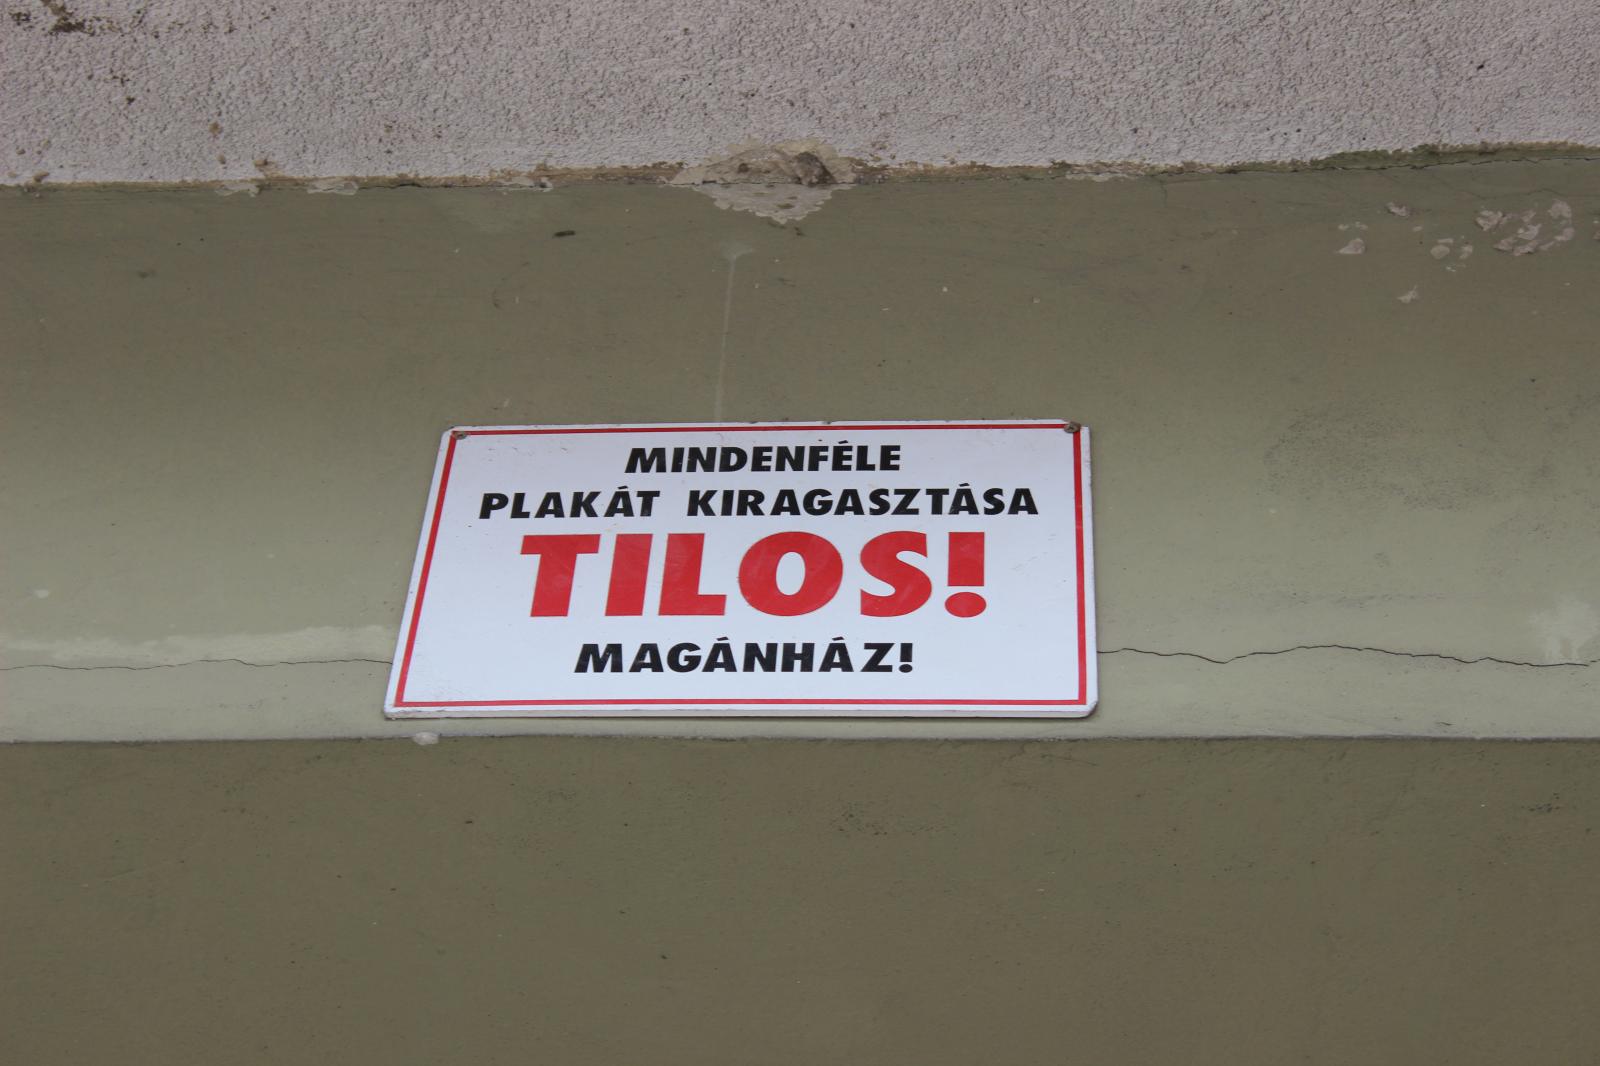 MINDENFÉLE
PLAKÁT KIRAGASZTÁSA
TILOS!
MAGÁNHÁZ!